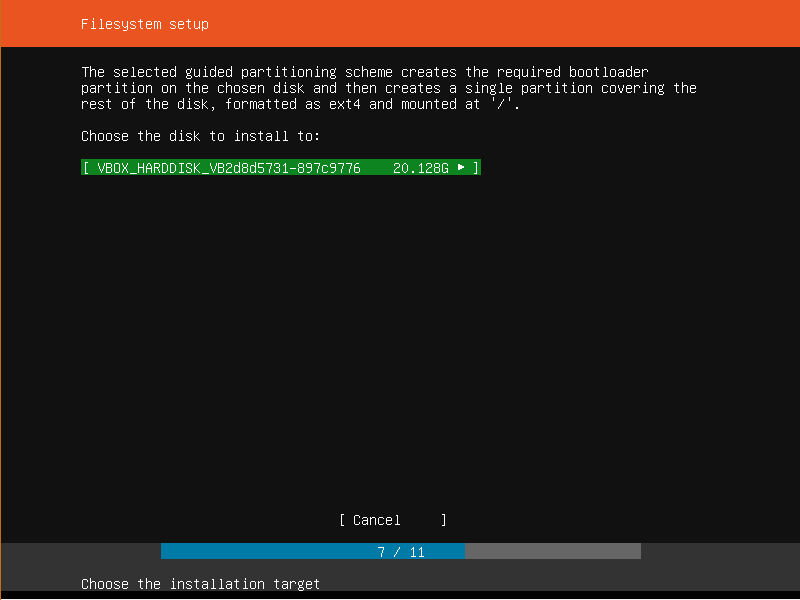 Filesystem setup
The selected guided partitioning scheme creates the required bootloader
partition on the chosen disk and then creates a single partition covering the
rest of the disk, formatted as ext4 and mounted at '/'.
Choose the disk to install to:
[ VBOX_HARDDISK_VB2d8d5731-897c9776    20.128G ► ]
[ Cancel     ]
7 / 11
Choose the installation target